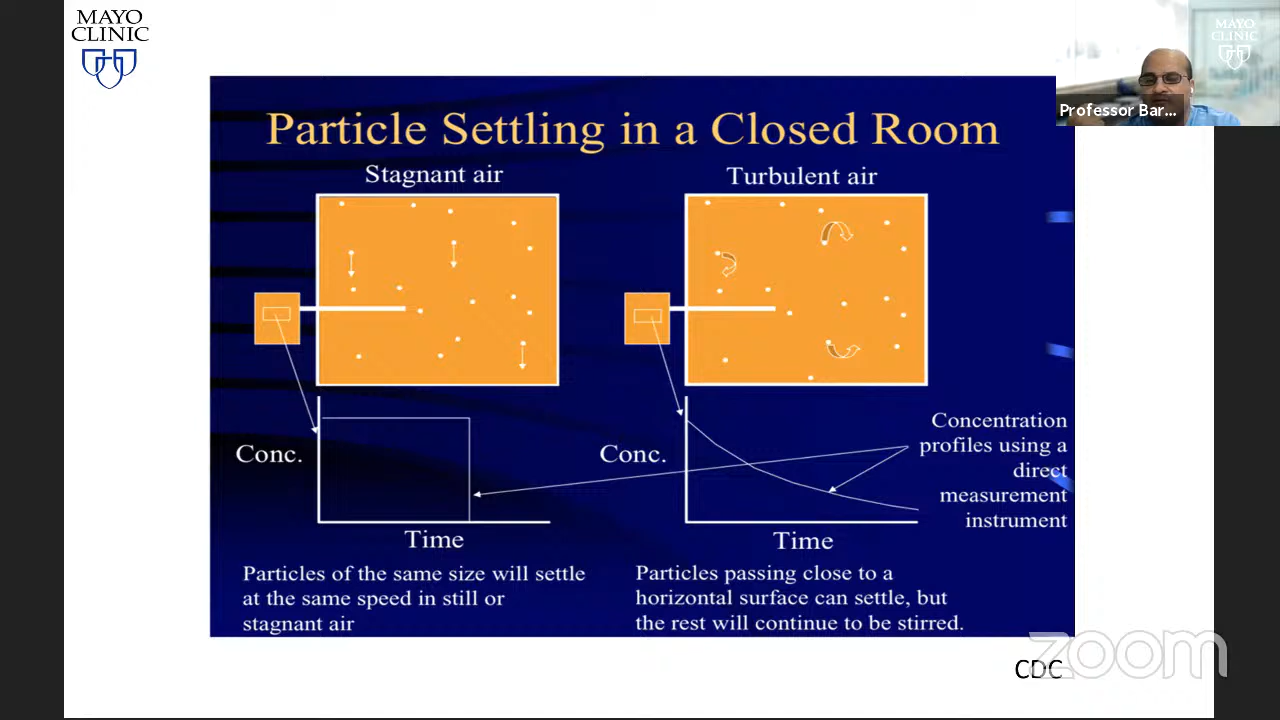 MAYO
CLINIC
MAYO
CLINIC
Professor Bar...
Particle Settling in a Closed Room
Stagnant air
Turbulent air
Conc.
Time
Conc.
Time
Concentration
profiles using a
direct
measurement
instrument
Particles of the same size will settle
at the same speed in still or
stagnant air
Particles passing close to a
horizontal surface can settle, but
the rest will continue to be stirred.
CDC
zoom